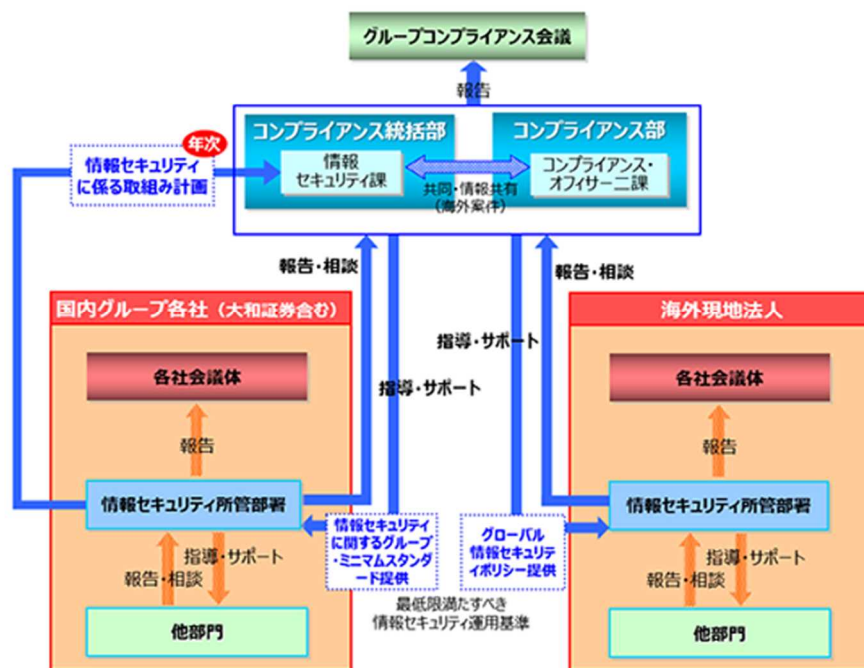 グループコンプライアンス会議
報告
コンプライアンス統括部
コンプライアンス部
年次
情報セキュリティ
に係る取組み計画
情報
セキュリティ課
共同・情報共有
（海外案件）
コンプライアンス・
オフィサー二課
報告・相談
報告・相談
国内グループ各社（大和証券含む）
海外現地法人
指導・サポート
指導・サポート
各社会議体
各社会議体
報告
報告
情報セキュリティ所管部署
情報セキュリティ所管部署
情報セキュリティ
に関するグループ
・ミニマムスタンダ
ード提供
グローバル
情報セキュリテ
ィポリシー提供
指導・サポート
報告・相談
指導・サポート
報告・相談
最低限満たすべき
情報セキュリティ運用基準
他部門
他部門